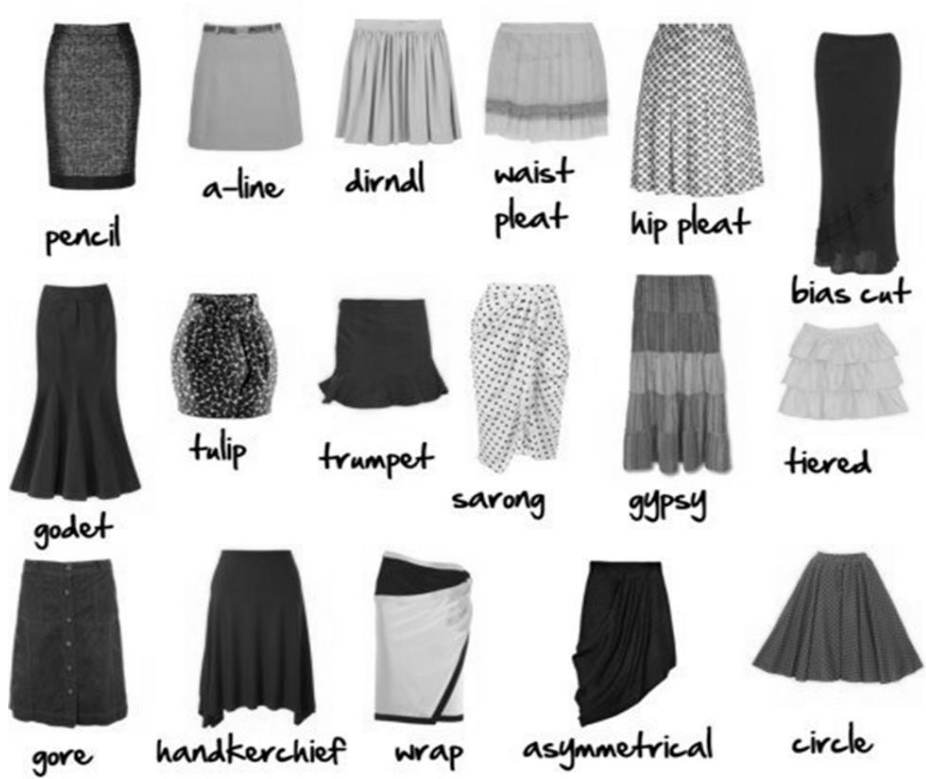 pencil
a-line
dirndl
waist
pleat
hip pleat
bias cut
godet
tulip
trumpet
sarong
gypsy
tiered
gore
handkerchief
wrap
asymmetrical
circle